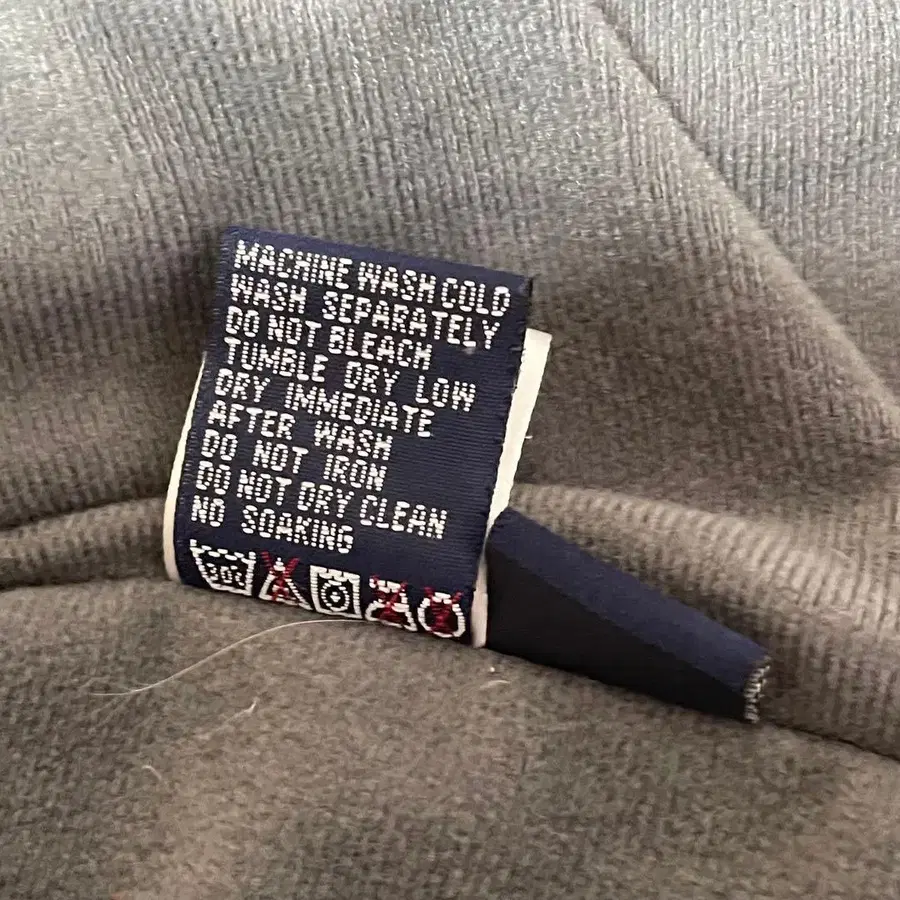 MACHINE WASH COLD
WASH SEPARATELY
DO NOT BLEACH
TUMBLE DRY LOW
DRY IMMEDIATE
AFTER WASH
DO NOT IRON
DO NOT DRY CLEAN
NO SOAKING